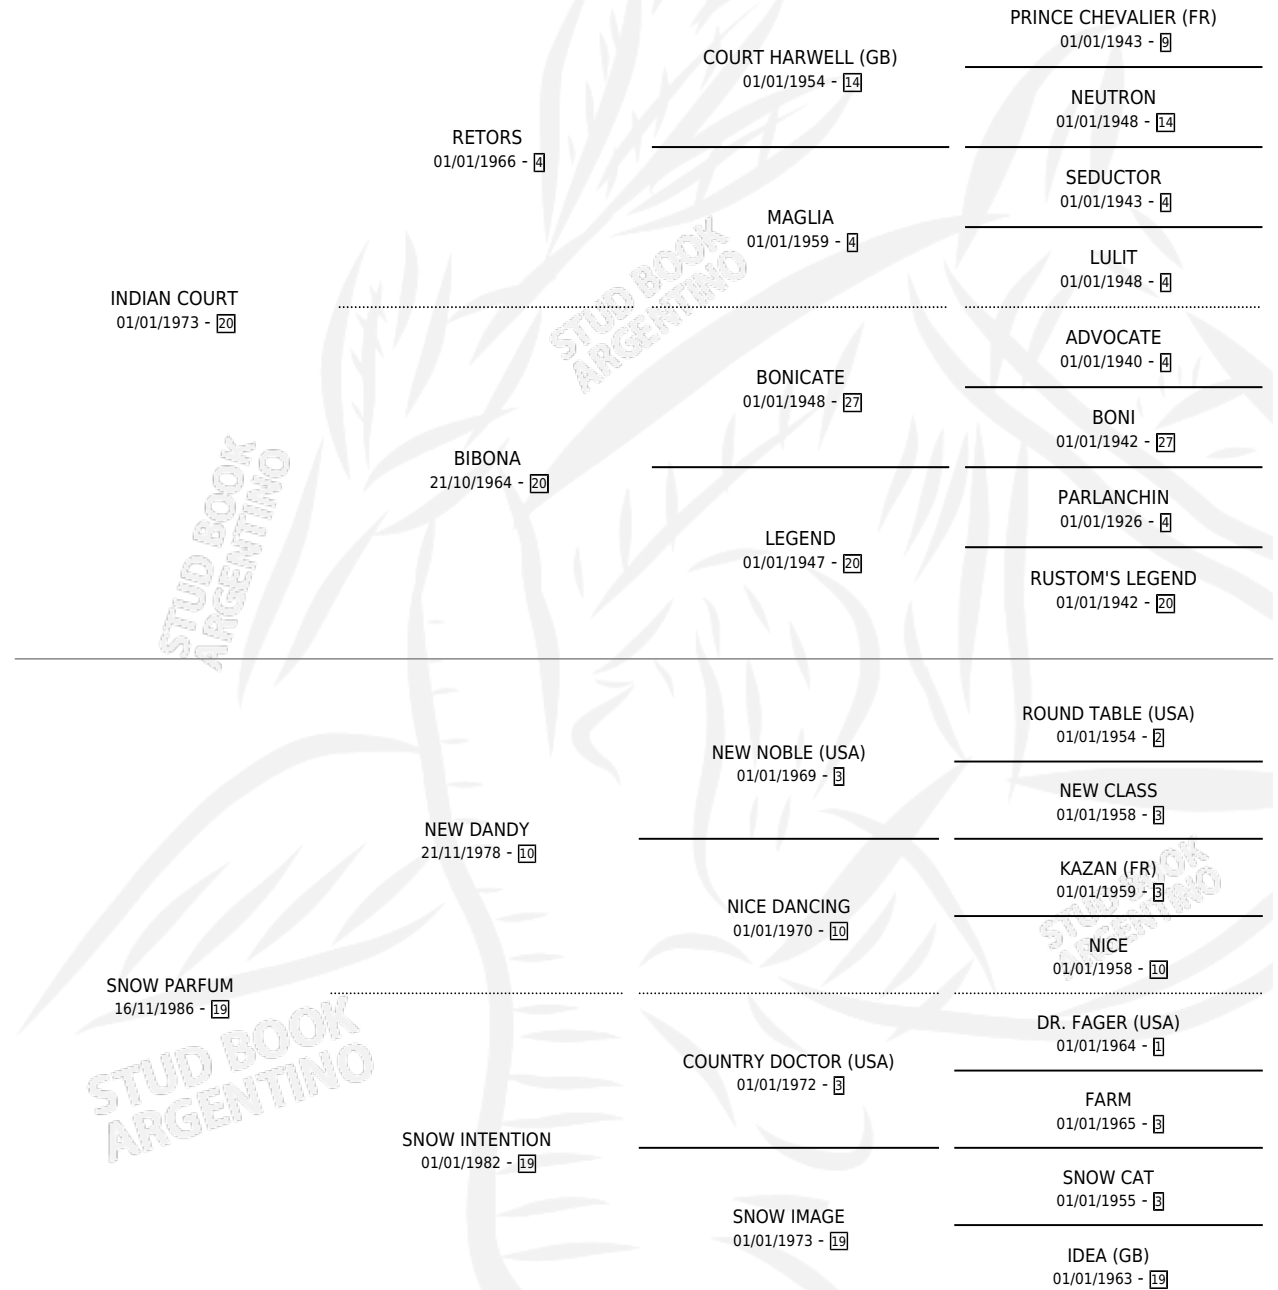 PRINCE CHEVALIER (FR)
01/01/1943 - 9
COURT HARWELL (GB)
01/01/1954 - 14
NEUTRON
01/01/1948 - 14
RETORS
01/01/1966 - 4
SEDUCTOR
01/01/1943 - 4
MAGLIA
01/01/1959 - 4
LULIT
01/01/1948 - 4
INDIAN COURT
01/01/1973 - 20
ADVOCATE
01/01/1940 - 4
BONICATE
01/01/1948 - 27
BONI
01/01/1942 - 27
BIBONA
21/10/1964 - 20
PARLANCHIN
01/01/1926 - 4
LEGEND
01/01/1947 - 20
RUSTOM'S LEGEND
01/01/1942 - 20
STUD BOOK
ARGENTINO
STUD BOOK
ARGENTINO
ROUND TABLE (USA)
01/01/1954 - 2
NEW NOBLE (USA)
01/01/1969 - 3
NEW CLASS
01/01/1958 - 3
NEW DANDY
21/11/1978 - 10
KAZAN (FR)
01/01/1959 - 3
NICE DANCING
01/01/1970 - 10
NICE
01/01/1958 - 10
SNOW PARFUM
16/11/1986 - 19
DR. FAGER (USA)
01/01/1964 - 1
COUNTRY DOCTOR (USA)
01/01/1972 - 3
FARM
01/01/1965 - 3
SNOW INTENTION
01/01/1982 - 19
SNOW CAT
01/01/1955 - 3
SNOW IMAGE
01/01/1973 - 19
IDEA (GB)
01/01/1963 - 19
STUD BOOK
ARGENTINO
STUD BOOK
ARGENTINO